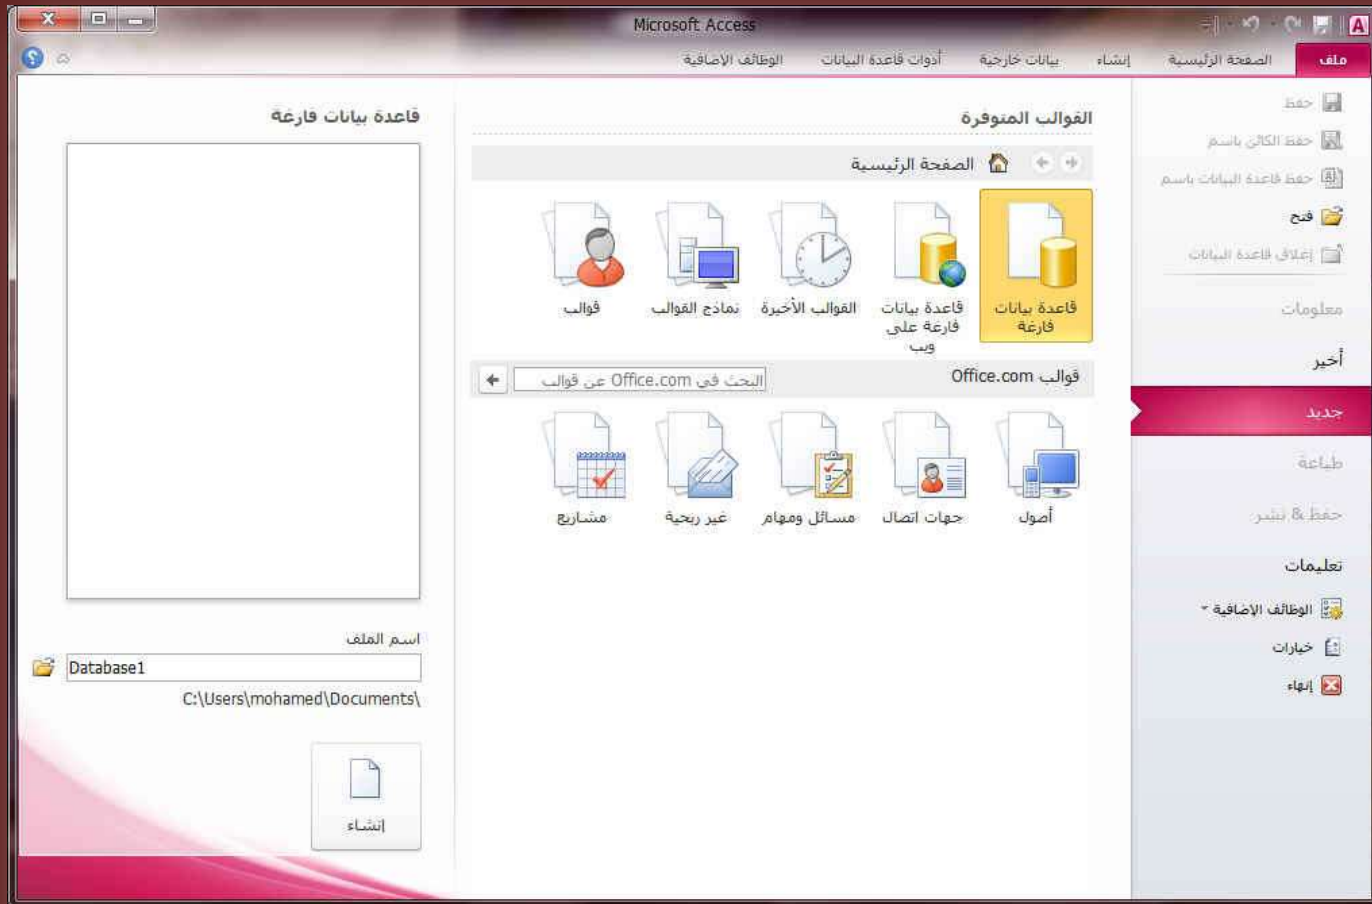 Microsoft Access
ملف
الصفحة الرئيسية
إنشاء
بيانات خارجية
أدوات قاعدة البيانات
الوظائف الإضافية
حفظ
حفظ الكائن باسم
حفظ قاعدة البيانات باسم
فتح
إغلاق قاعدة البيانات
معلومات
أخير
جديد
طباعة
حفظ & نشر
تعليمات
الوظائف الإضافية
خيارات
إنهاء
القوالب المتوفرة
الصفحة الرئيسية
قاعدة بيانات
فارغة
قاعدة بيانات
فارغة على
ويب
القوالب الأخيرة
نماذج القوالب
قوالب
قوالب Office.com
البحث في Office.com عن قوالب
أصول
جهات اتصال
مسائل ومهام
غير ربحية
مشاريع
قاعدة بيانات فارغة
اسم الملف
Database1
C:\Users\mohamed\Documents\
إنشاء